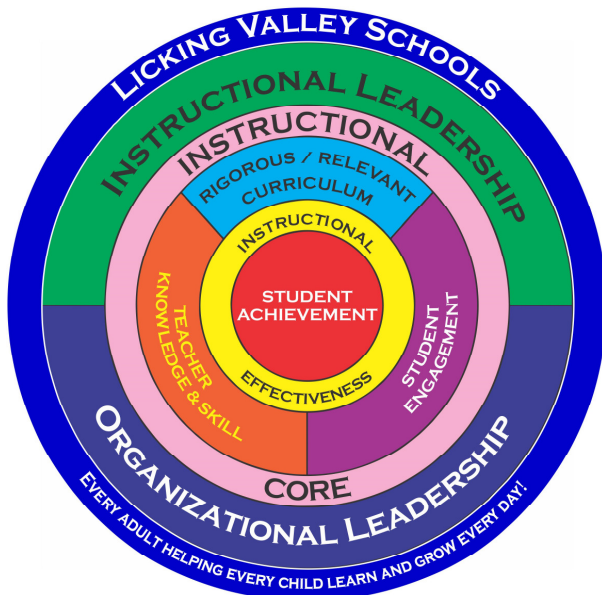 LICKING VALLEY SCHOOLS
INSTRUCTIONAL LEADERSHIP
INSTRUCTIONAL
RIGOROUS / RELEVANT
CURRICULUM
INSTRUCTIONAL
STUDENT
ACHIEVEMENT
EFFECTIVENESS
TEACHER
KNOWLEDGE & SKILL
STUDENT
ENGAGEMENT
CORE
ORGANIZATIONAL LEADERSHIP
EVERY ADULT HELPING EVERY CHILD LEARN AND GROW EVERY DAY!